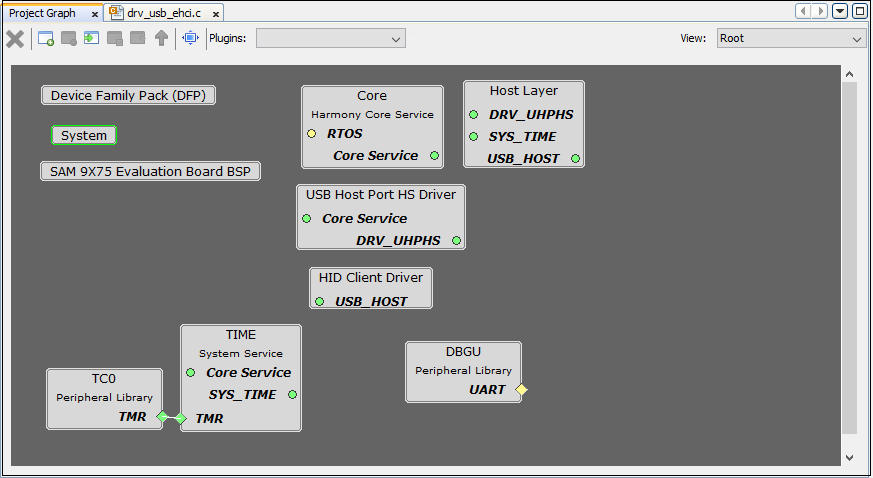 Project Graph
drv_usb_ehci.c
Plugins:
View:
Root
Device Family Pack (DFP)
System
SAM 9X75 Evaluation Board BSP
Core
Harmony Core Service
RTOS
Core Service
Host Layer
DRV_UHPHS
SYS_TIME
USB_HOST
USB Host Port HS Driver
Core Service
DRV_UHPHS
HID Client Driver
USB_HOST
TIME
System Service
Core Service
SYS_TIME
TMR
TC0
Peripheral Library
TMR
DBGU
Peripheral Library
UART